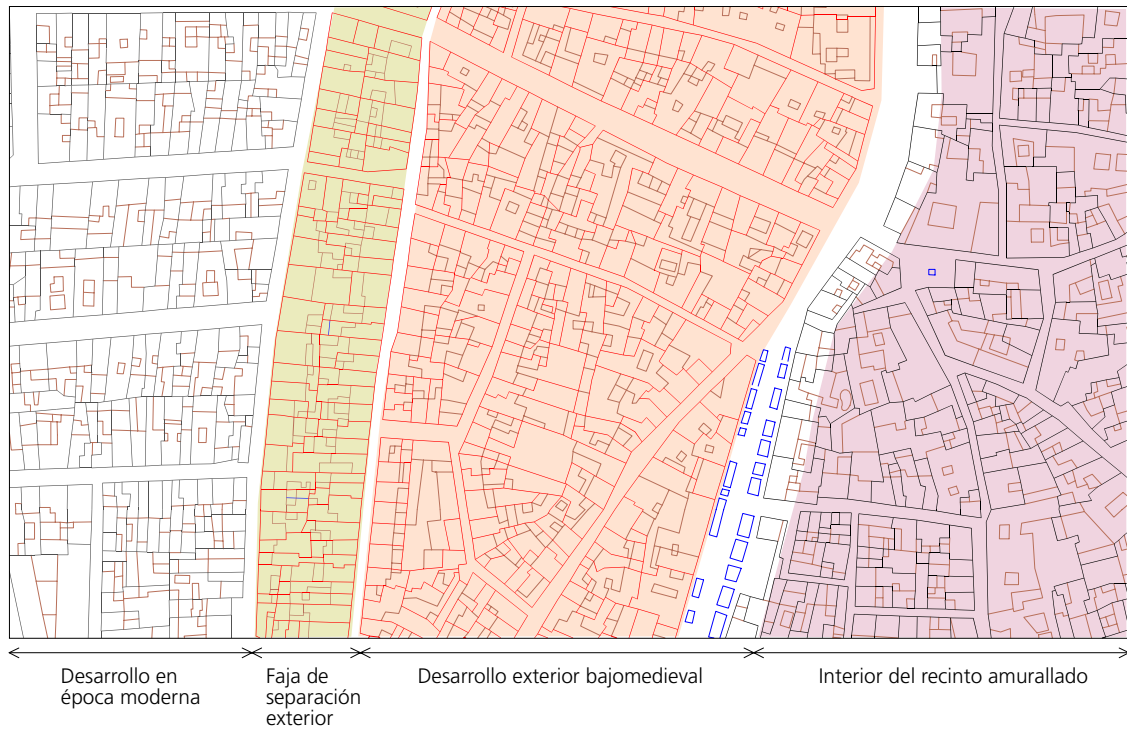 Desarrollo en
época moderna
Faja de
separación
exterior
Desarrollo exterior bajomedieval
Interior del recinto amurallado